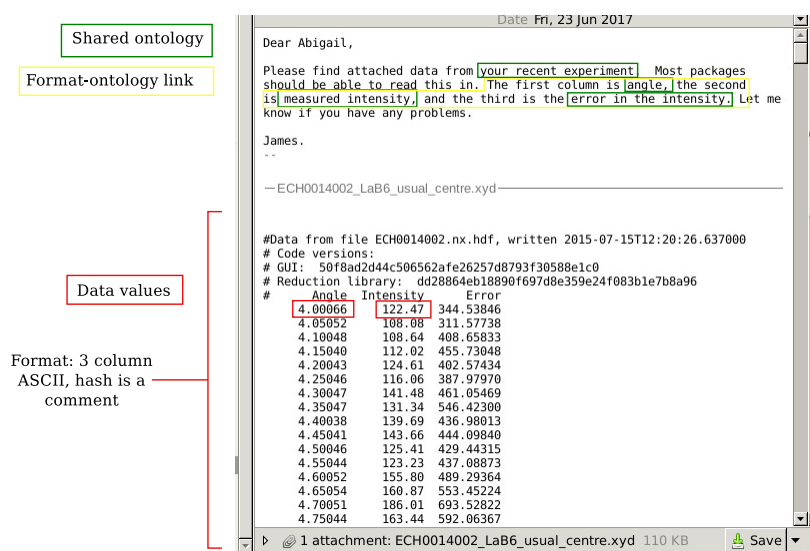 Date Fri, 23 Jun 2017
Shared ontology
Format-ontology link
Dear Abigail,
Please find attached data from your recent experiment. Most packages
should be able to read this in. The first column is angle, the second
is measured intensity, and the third is the error in the intensity. Let me
know if you have any problems.
James.
--
ECH0014002_LaB6_usual_centre.xyd
#Data from file ECH0014002.nx.hdf, written 2015-07-15T12:20:26.637000
# Code versions:
# GUI: 50f8ad2d44c506562afe26257d8793f30588e1c0
# Reduction library: dd28864eb18890f697d8e359e24f083b1e7b8a96
# Angle Intensity Error
4.00066 122.47 344.53846
4.05052 108.08 311.57738
4.10048 108.64 408.65833
4.15040 112.02 455.73048
4.20043 124.61 402.57434
4.25046 116.06 387.97970
4.30047 141.48 461.05469
4.35047 131.34 546.42300
4.40038 139.69 436.98013
4.45041 143.66 444.09840
4.50046 125.41 429.44315
4.55044 123.23 437.08873
4.60052 155.80 489.29364
4.65054 160.87 553.45224
4.70051 186.01 693.52822
4.75044 163.44 592.06367
Data values
Format: 3 column
ASCII, hash is a
comment
1 attachment: ECH0014002_LaB6_usual_centre.xyd 110 KB
Save